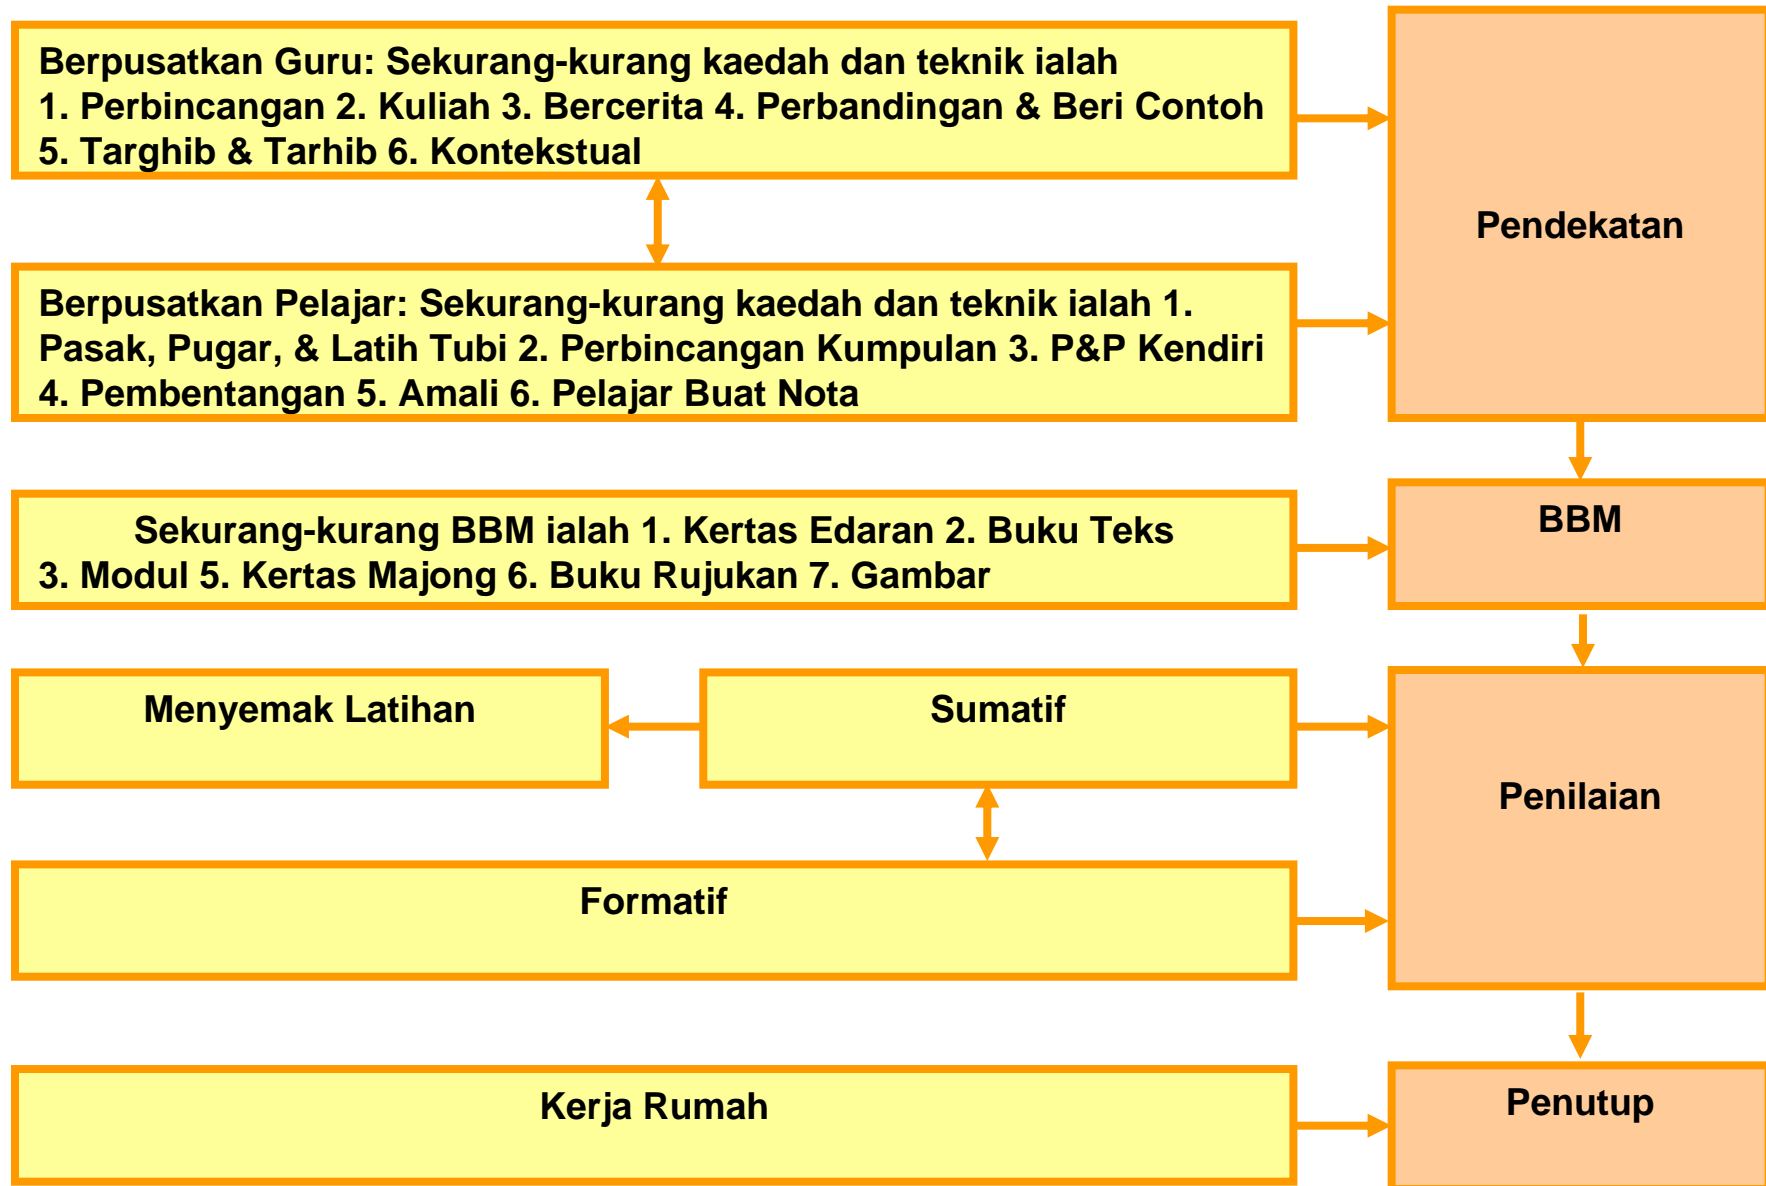 Berpusatkan Guru: Sekurang-kurang kaedah dan teknik ialah
1. Perbincangan 2. Kuliah 3. Bercerita 4. Perbandingan & Beri Contoh
5. Targhib & Tarhib 6. Kontekstual
Pendekatan
Berpusatkan Pelajar: Sekurang-kurang kaedah dan teknik ialah 1.
Pasak, Pugar, & Latih Tubi 2. Perbincangan Kumpulan 3. P&P Kendiri
4. Pembentangan 5. Amali 6. Pelajar Buat Nota
Sekurang-kurang BBM ialah 1. Kertas Edaran 2. Buku Teks
3. Modul 5. Kertas Majong 6. Buku Rujukan 7. Gambar
BBM
Menyemak Latihan
Sumatif
Penilaian
Formatif
Kerja Rumah
Penutup